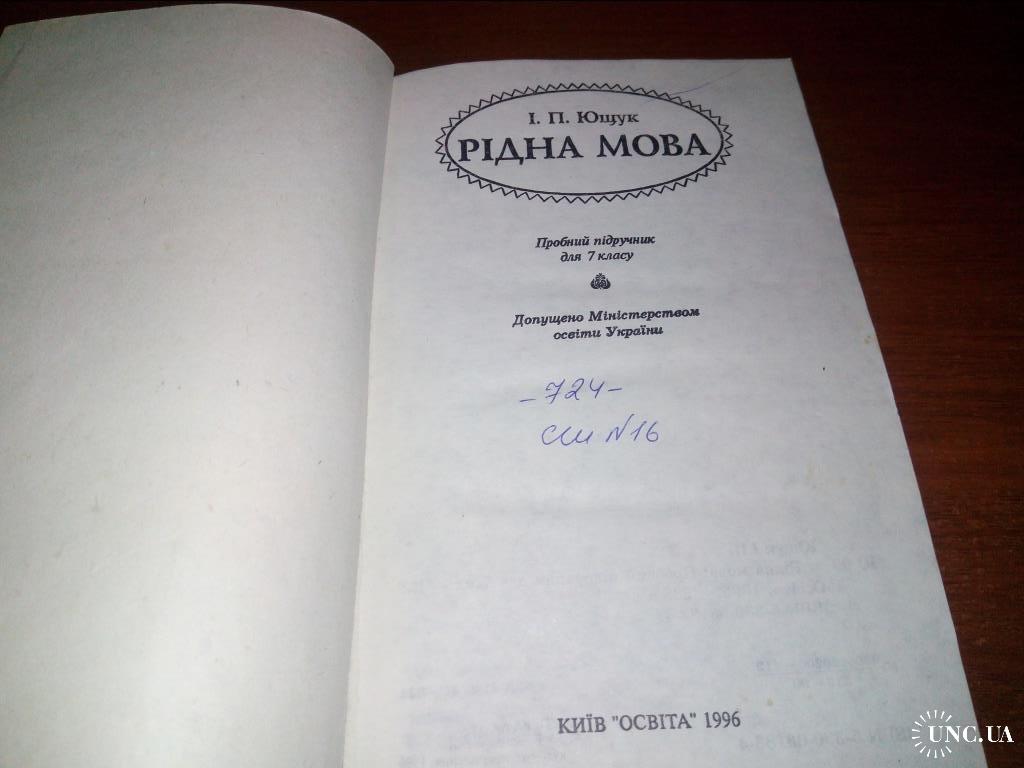 І. П. Ющук
РІДНА МОВА
Пробний підручник
для 7 класу
Допущено Міністерством
освіти України
-724-
сш №16
КИЇВ "ОСВІТА" 1996
UNC.UA